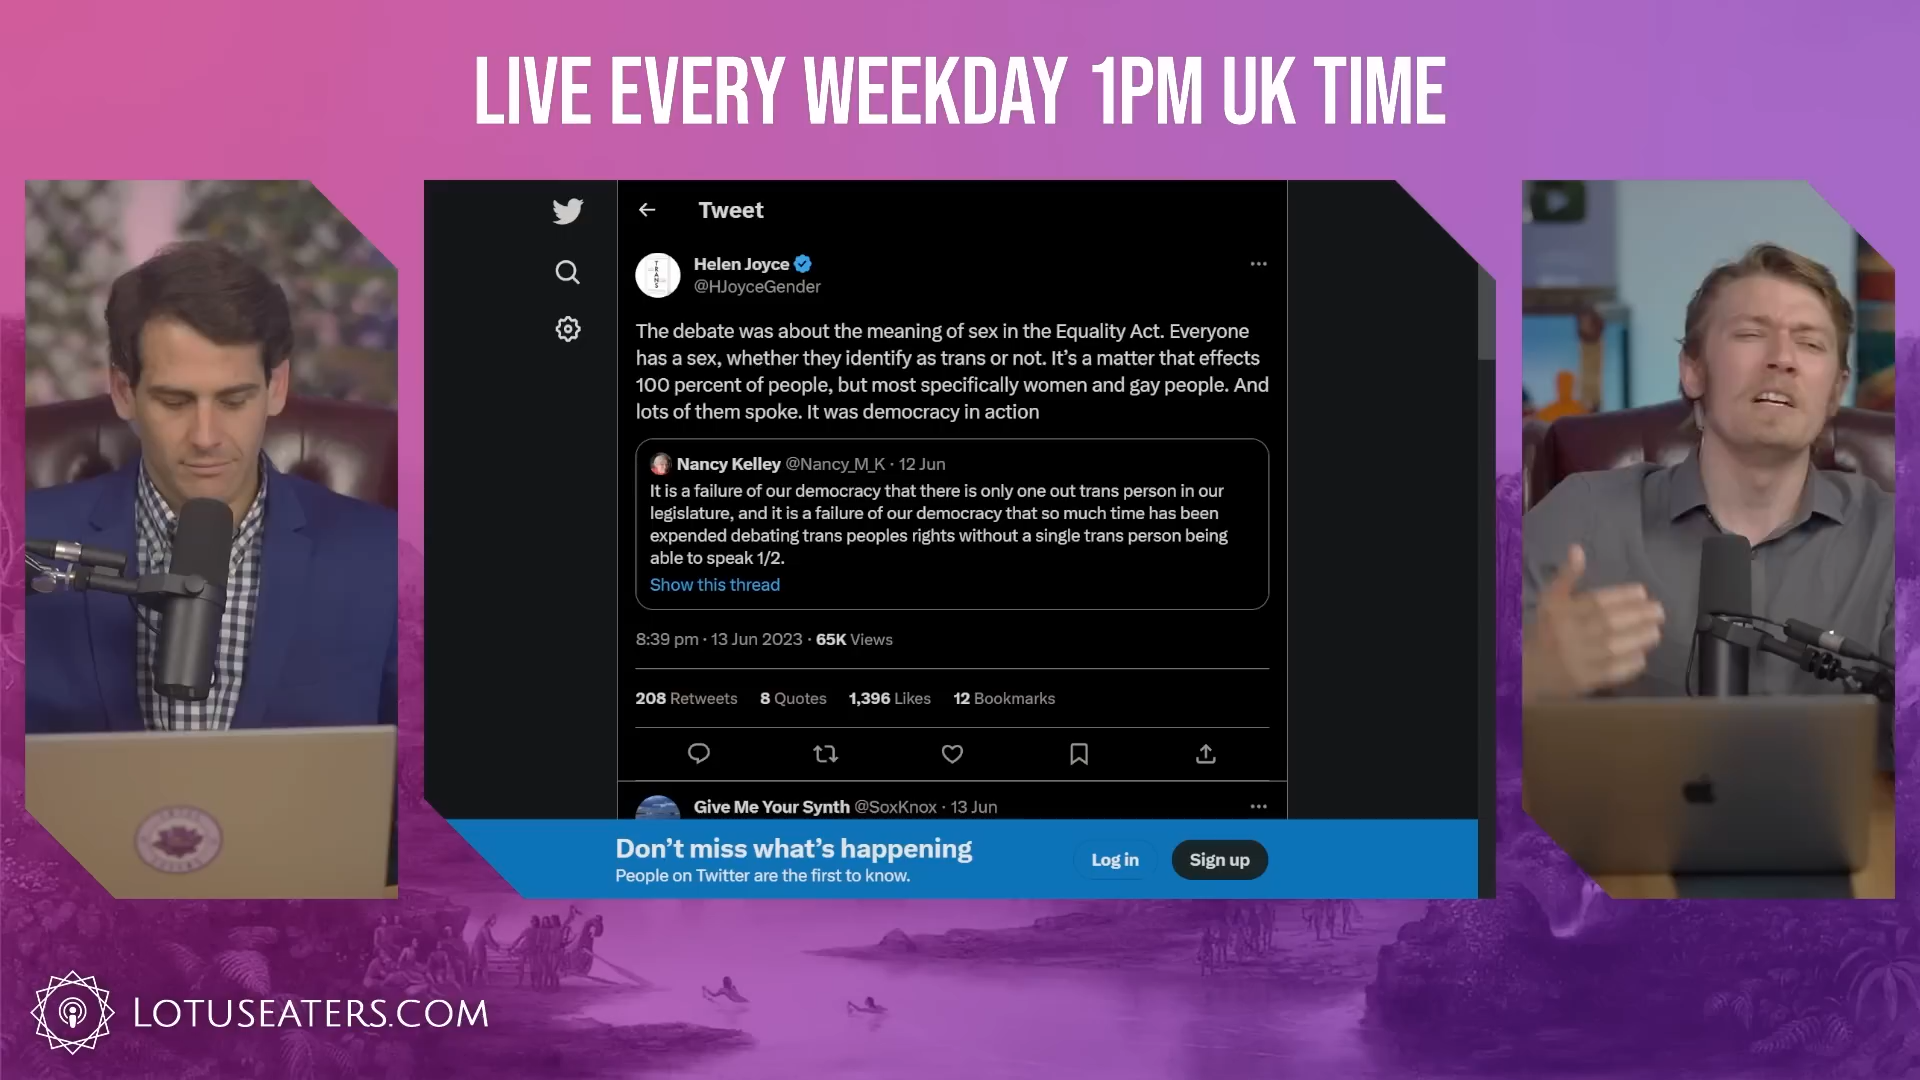 LIVE EVERY WEEKDAY 1PM UK TIME
Tweet
Helen Joyce
@HJoyceGender
The debate was about the meaning of sex in the Equality Act. Everyone
has a sex, whether they identify as trans or not. It's a matter that effects
100 percent of people, but most specifically women and gay people. And
lots of them spoke. It was democracy in action
Nancy Kelley @Nancy_M_K · 12 Jun
It is a failure of our democracy that there is only one out trans person in our
legislature, and it is a failure of our democracy that so much time has been
expended debating trans peoples rights without a single trans person being
able to speak 1/2.
Show this thread
8:39 pm · 13 Jun 2023 · 65K Views
208 Retweets 8 Quotes 1,396 Likes 12 Bookmarks
Give Me Your Synth @SoxKnox · 13 Jun
Don't miss what's happening
People on Twitter are the first to know.
Log in
Sign up
LOTUSEATERS.COM